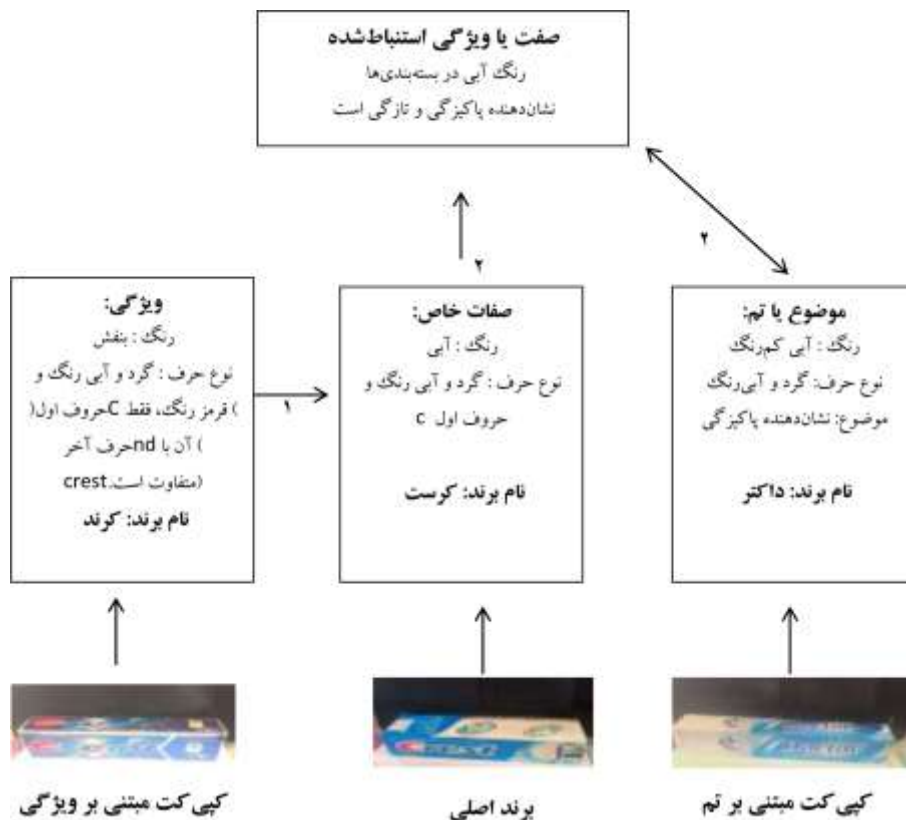 صفت یا ویژگی استنباط‌شده
رنگ آبی در بسته‌بندی‌ها
نشان‌دهنده پاکیزگی و تازگی است
۲
۲
موضوع یا تم:
رنگ : آبی کم‌رنگ
نوع حرف: گرد و آبی‌رنگ
موضوع: نشان‌دهنده پاکیزگی
نام برند: داکتر
صفات خاص:
رنگ : آبی
نوع حرف : گرد و آبی رنگ و
حروف اول c
نام برند: کرست
۱
ویژگی:
رنگ : بنفش
نوع حرف : گرد و آبی رنگ و
) قرمز رنگ، فقط Cحروف اول(
) آن با ndحرف آخر
(متفاوت است.crest
نام برند: کرند
کپی‌کت مبتنی بر تم
برند اصلی
کپی‌کت مبتنی بر ویژگی